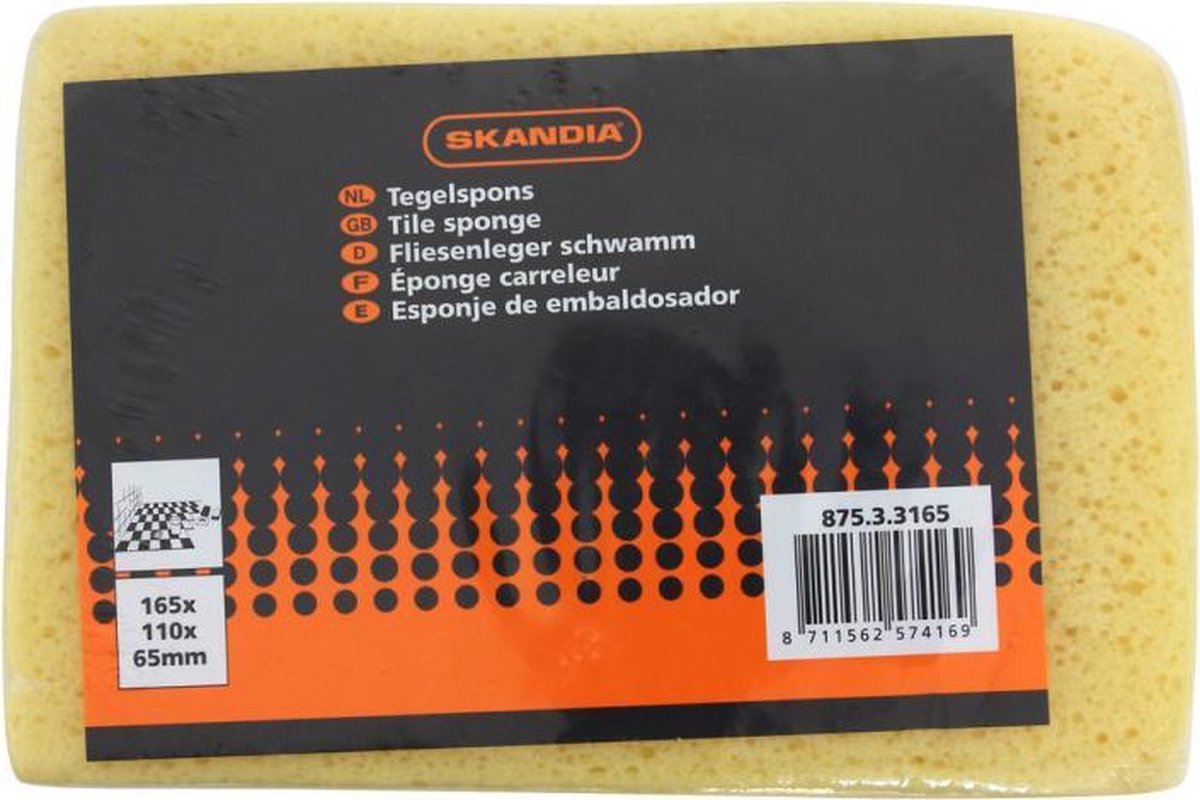 SKANDIA®
NL Tegelspons
GB Tile sponge
D Fliesenleger schwamm
F Éponge carreleur
E Esponje de embaldosador
875.3.3165
8 711562 574169
165x
110x
65mm